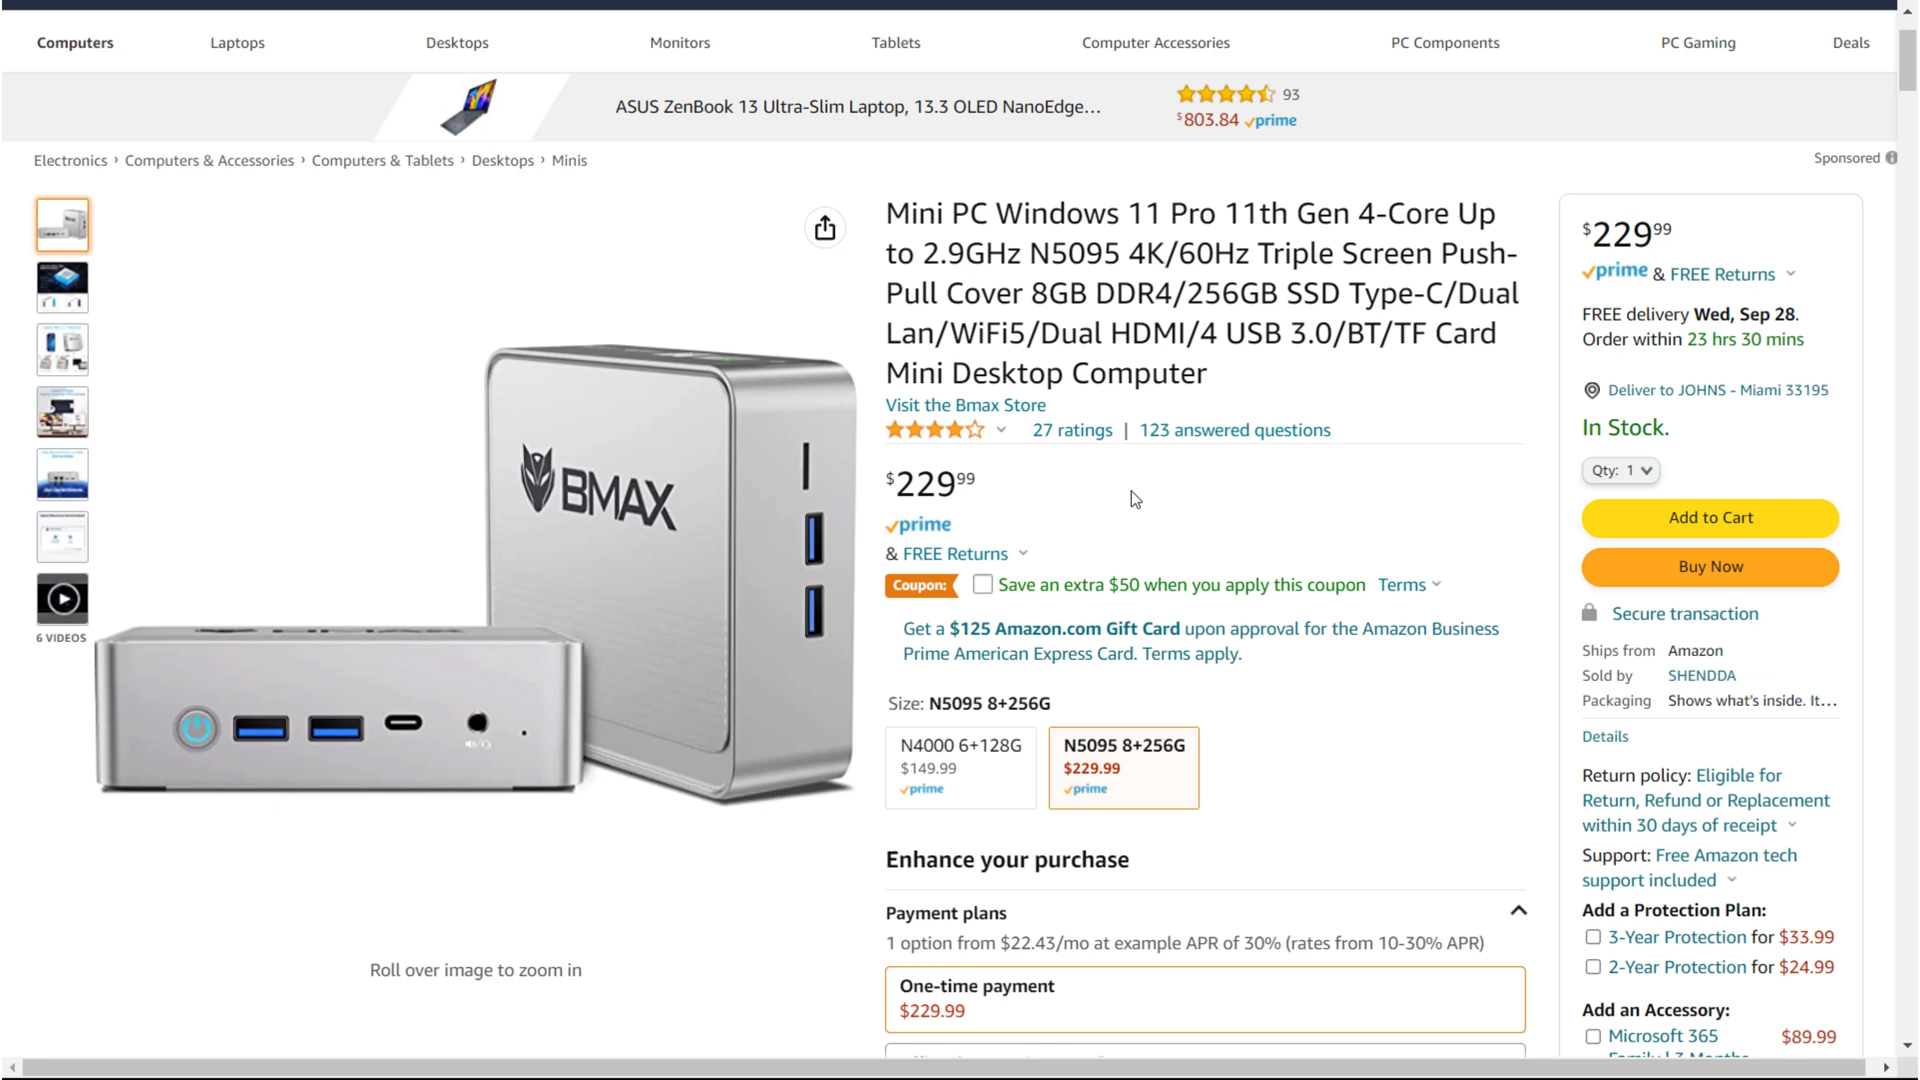 Computers
Laptops
Desktops
Monitors
Tablets
Computer Accessories
PC Components
PC Gaming
Deals
ASUS ZenBook 13 Ultra-Slim Laptop, 13.3 OLED NanoEdge...
93
$803.84 prime
Electronics › Computers & Accessories › Computers & Tablets › Desktops › Minis
Sponsored
Mini PC Windows 11 Pro 11th Gen 4-Core Up
to 2.9GHz N5095 4K/60Hz Triple Screen Push-
Pull Cover 8GB DDR4/256GB SSD Type-C/Dual
Lan/WiFi5/Dual HDMI/4 USB 3.0/BT/TF Card
Mini Desktop Computer
Visit the Bmax Store
27 ratings | 123 answered questions
$229 99
prime
& FREE Returns
Coupon: Save an extra $50 when you apply this coupon Terms
Get a $125 Amazon.com Gift Card upon approval for the Amazon Business
Prime American Express Card. Terms apply.
Size: N5095 8+256G
N4000 6+128G
$149.99
prime
N5095 8+256G
$229.99
prime
Enhance your purchase
Payment plans
1 option from $22.43/mo at example APR of 30% (rates from 10-30% APR)
One-time payment
$229.99
BMAX
6 VIDEOS
Roll over image to zoom in
$229 99
prime & FREE Returns
FREE delivery Wed, Sep 28.
Order within 23 hrs 30 mins
Deliver to JOHNS - Miami 33195
In Stock.
Qty: 1
Add to Cart
Buy Now
Secure transaction
Ships from Amazon
Sold by SHENDDA
Packaging Shows what's inside. It...
Details
Return policy: Eligible for
Return, Refund or Replacement
within 30 days of receipt
Support: Free Amazon tech
support included
Add a Protection Plan:
3-Year Protection for $33.99
2-Year Protection for $24.99
Add an Accessory:
Microsoft 365 $89.99